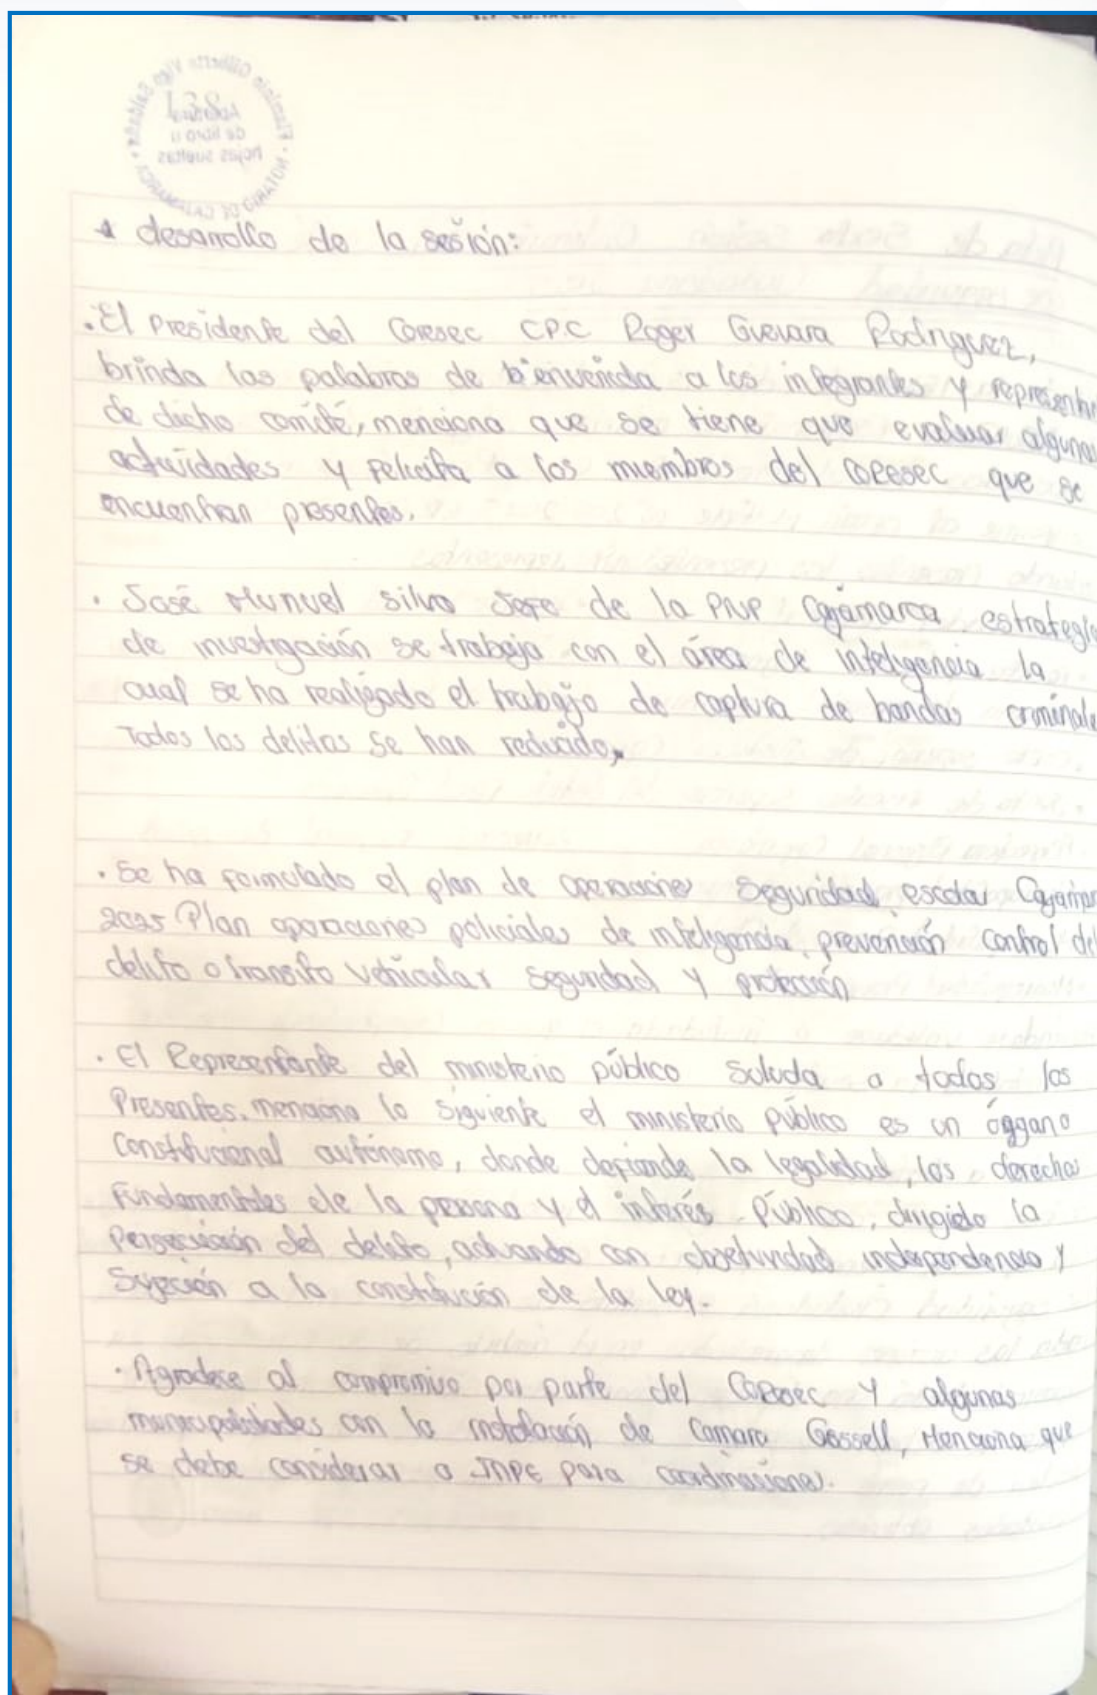 desarrollo de la sesión:
. El Presidente del Coresec CPC Roger Guevara Rodriguez,
brinda las palabras de bienvenida a los integrantes y representan
de dicho comité, menciona que se tiene que evaluar algunas
actividades y felicita a los miembros del coresec que se
encuentran presentes.
. José Manuel silva Jefe de la PNP Cajamarca estrategia
de investigación se trabaja con el área de inteligencia la
cual se ha realizado el trabajo de captura de bandas criminale
Todos los delitos se han reducido,
. Se ha formulado el plan de operaciones Seguridad escolar Cajamar
2025 Plan operaciones policiales de inteligencia prevención control del
delito o transito vehicular seguridad y protección
. El Representante del ministerio público saluda a todos los
Presentes. menciona lo siguiente el ministerio público es un óggano
Constitucional autónomo, donde defiende la legalidad, los derechos
Fundamentales de la persona y el interés Público, dirigido la
Persecución del delito, actuando con objetividad independencia y
Sujeción a la constitución de la ley.
. Agradece al compromiso por parte del Coresec y algunas
municipalidades con la instalación de Camara Gessell, Menciona que
se debe considerar a INPE para coordinaciones.